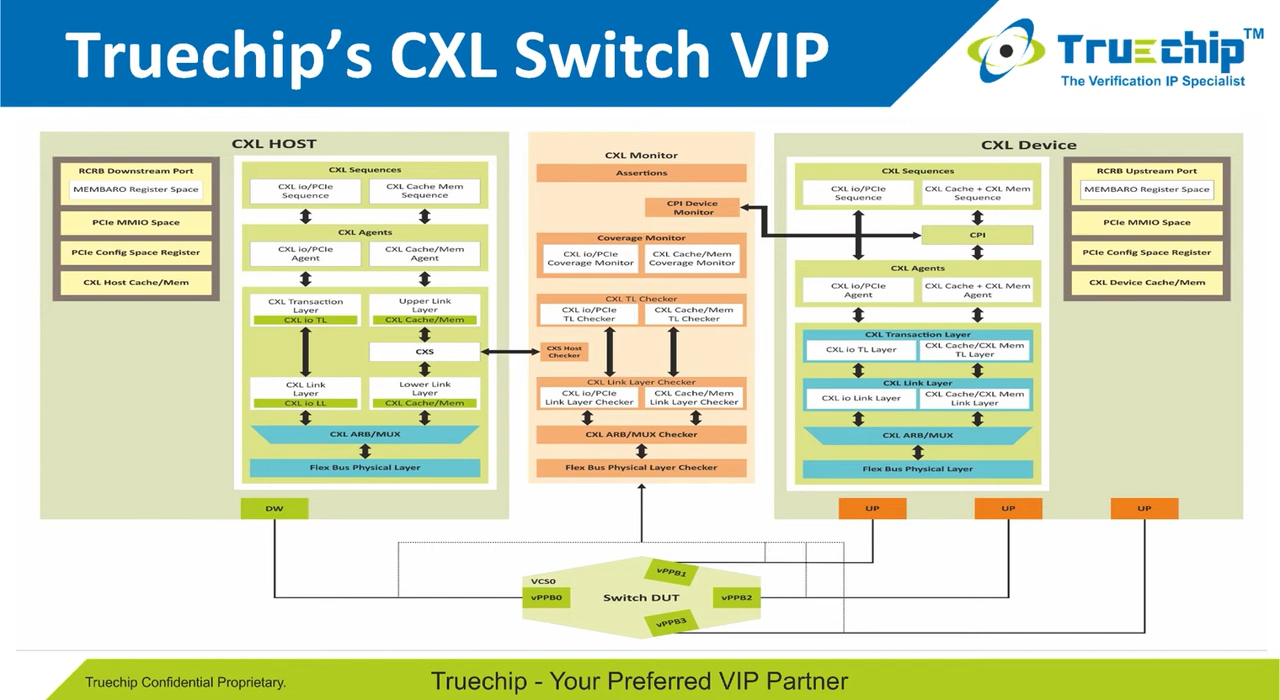 Truechip's CXL Switch VIP
Truechip™
The Verification IP Specialist
CXL HOST
RCRB Downstream Port
MEMBARO Register Space
PCIe MMIO Space
PCIe Config Space Register
CXL Host Cache/Mem
CXL Sequences
CXL io/PCIe
Sequence
CXL Cache Mem
Sequence
CXL Agents
CXL io/PCIe
Agent
CXL Cache/Mem
Agent
CXL Transaction
Layer
CXL io TL
Upper Link
Layer
CXL Cache/Mem
CXS
CXL Link
Layer
CXL io LL
Lower Link
Layer
CXL Cache/Mem
CXL ARB/MUX
Flex Bus Physical Layer
DW
CXL Monitor
Assertions
CPI Device
Monitor
Coverage Monitor
CXL io/PCIe
Coverage Monitor
CXL Cache/Mem
Coverage Monitor
CXL TL Checker
CXL io/PCIe
TL Checker
CXL Cache/Mem
TL Checker
CXS Host
Checker
CXL Link Layer Checker
CXL io/PCIe
Link Layer Checker
CXL Cache/Mem
Link Layer Checker
CXL ARB/MUX Checker
Flex Bus Physical Layer Checker
CXL Device
CXL Sequences
CXL io/PCIe
Sequence
CXL Cache + CXL Mem
Sequence
CPI
CXL Agents
CXL io/PCIe
Agent
CXL Cache + CXL Mem
Agent
CXL Transaction Layer
CXL io TL Layer
CXL Cache/CXL Mem
TL Layer
CXL Link Layer
CXL io Link Layer
CXL Cache/CXL Mem
Link Layer
CXL ARB/MUX
Flex Bus Physical Layer
RCRB Upstream Port
MEMBARO Register Space
PCIe MMIO Space
PCIe Config Space Register
CXL Device Cache/Mem
UP
UP
UP
VCS0
vPPB0
vPPB1
Switch DUT
vPPB2
vPPB3
Truechip Confidential Proprietary.
Truechip - Your Preferred VIP Partner